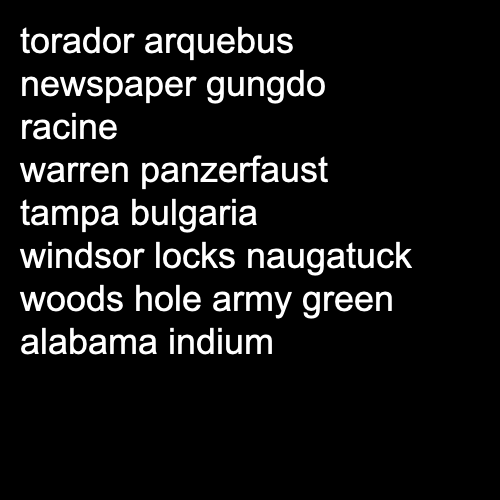 torador arquebus
newspaper gungdo
racine
warren panzerfaust
tampa bulgaria
windsor locks naugatuck
woods hole army green
alabama indium